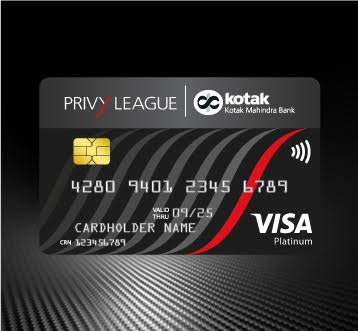 PRIVY LEAGUE kotak
Kotak Mahindra Bank
4280 9401 2345 6789
VALID THRU 09/25
CARDHOLDER NAME
CRN 123456789
VISA
Platinum